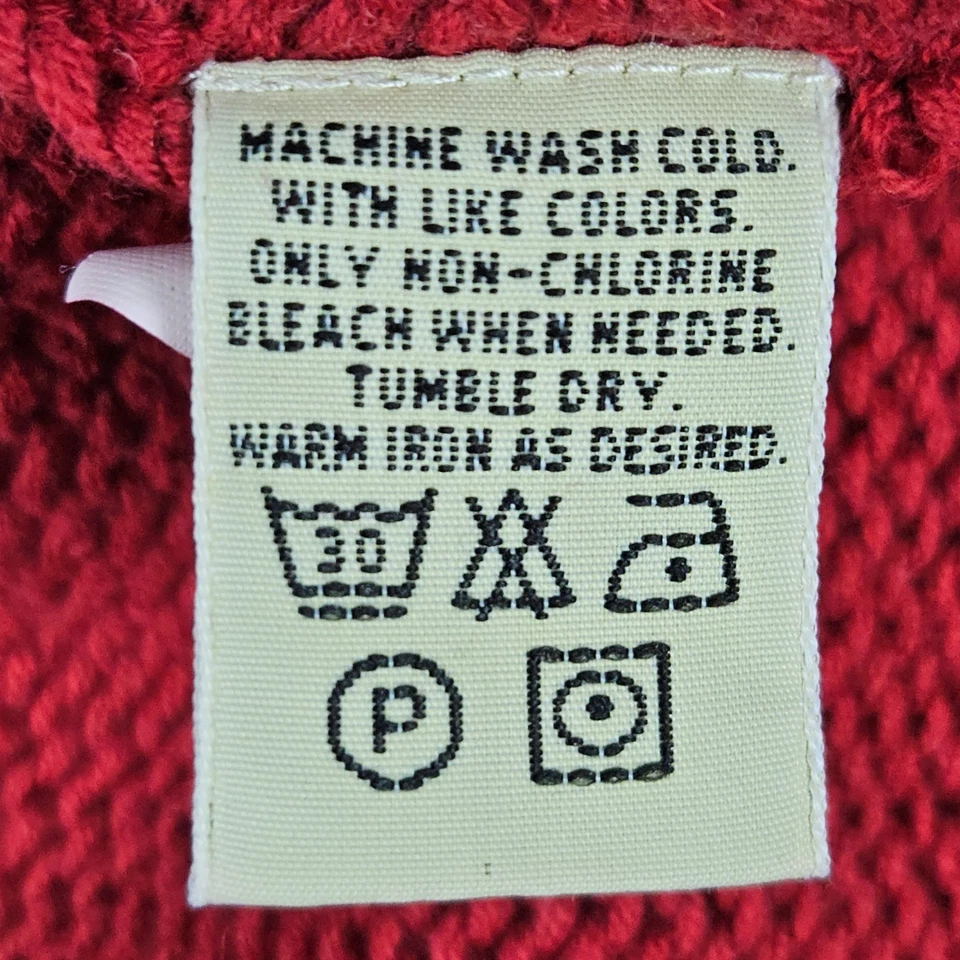 MACHINE WASH COLD.
WITH LIKE COLORS.
ONLY NON-CHLORINE
BLEACH WHEN NEEDED.
TUMBLE DRY.
WARM IRON AS DESIRED.
30
P